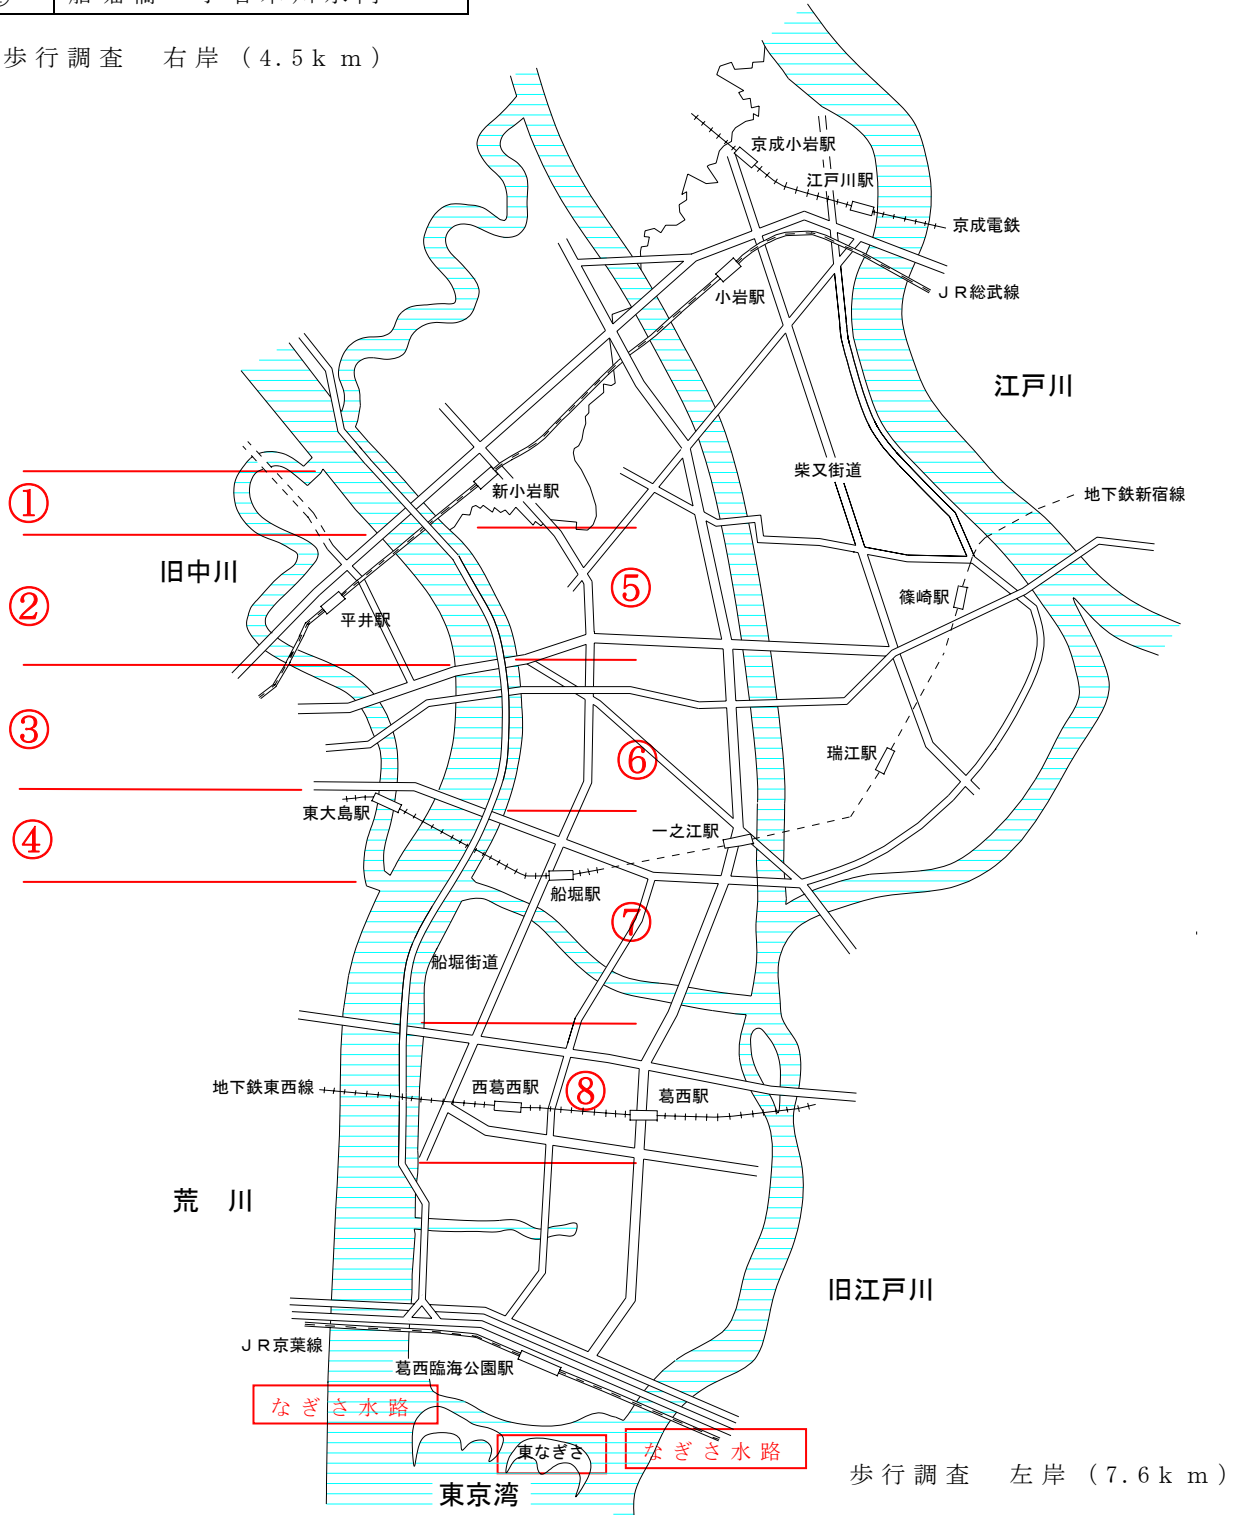 歩行調査 右岸 (4.5km)
京成小岩駅
江戸川駅
京成電鉄
小岩駅
JR総武線
江戸川
柴又街道
地下鉄新宿線
①
新小岩駅
旧中川
②
⑤
篠崎駅
平井駅
③
⑥
瑞江駅
東大島駅
一之江駅
④
船堀駅
⑦
船堀街道
地下鉄東西線
西葛西駅
⑧
葛西駅
荒 川
旧江戸川
JR京葉線
葛西臨海公園駅
なぎさ水路
東なぎさ
なぎさ水路
東京湾
歩行調査 左岸 (7.6km)